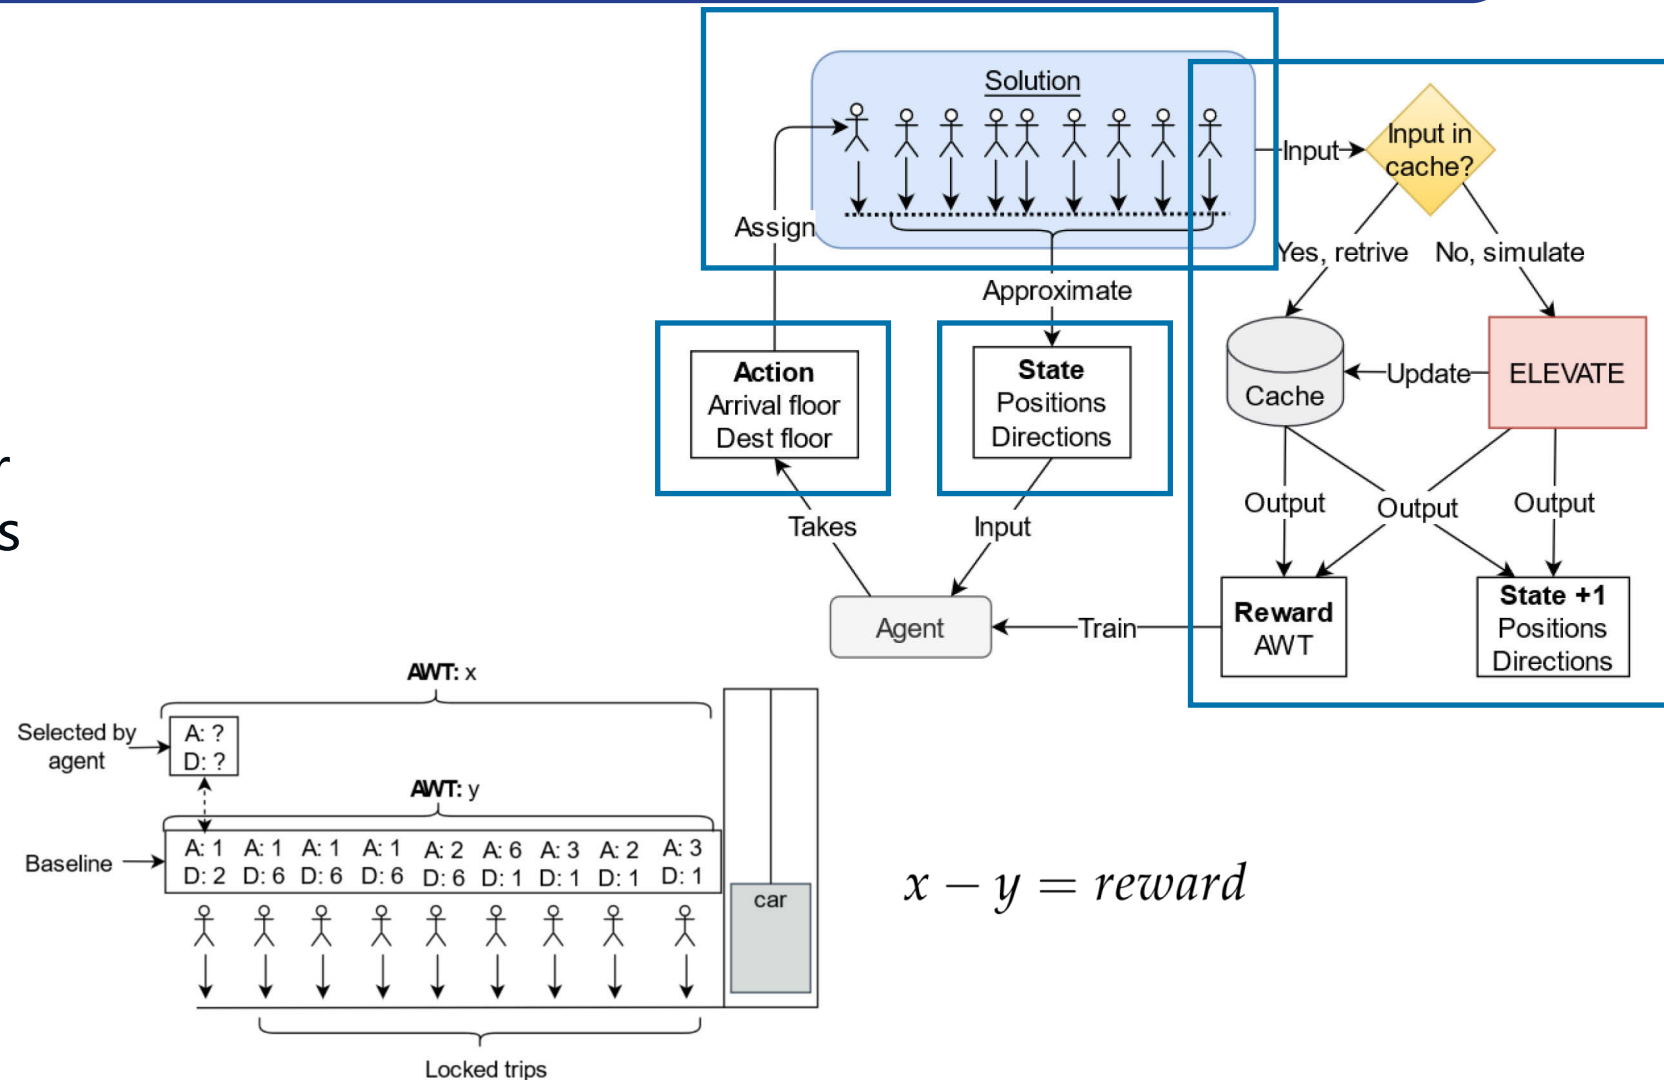 Solution
Input
Input in
cache?
Assign
Yes, retrive
No, simulate
Approximate
Action
Arrival floor
Dest floor
State
Positions
Directions
Cache
Update
ELEVATE
r
s
Takes
Input
Output
Output
Output
Agent
Train
Reward
AWT
State +1
Positions
Directions
AWT: x
Selected by
agent
A: ?
D: ?
AWT: y
Baseline
A: 1 A: 1 A: 1 A: 1 A: 2 A: 6 A: 3 A: 2 A: 3
D: 2 D: 6 D: 6 D: 6 D: 6 D: 1 D: 1 D: 1 D: 1
car
x − y = reward
Locked trips